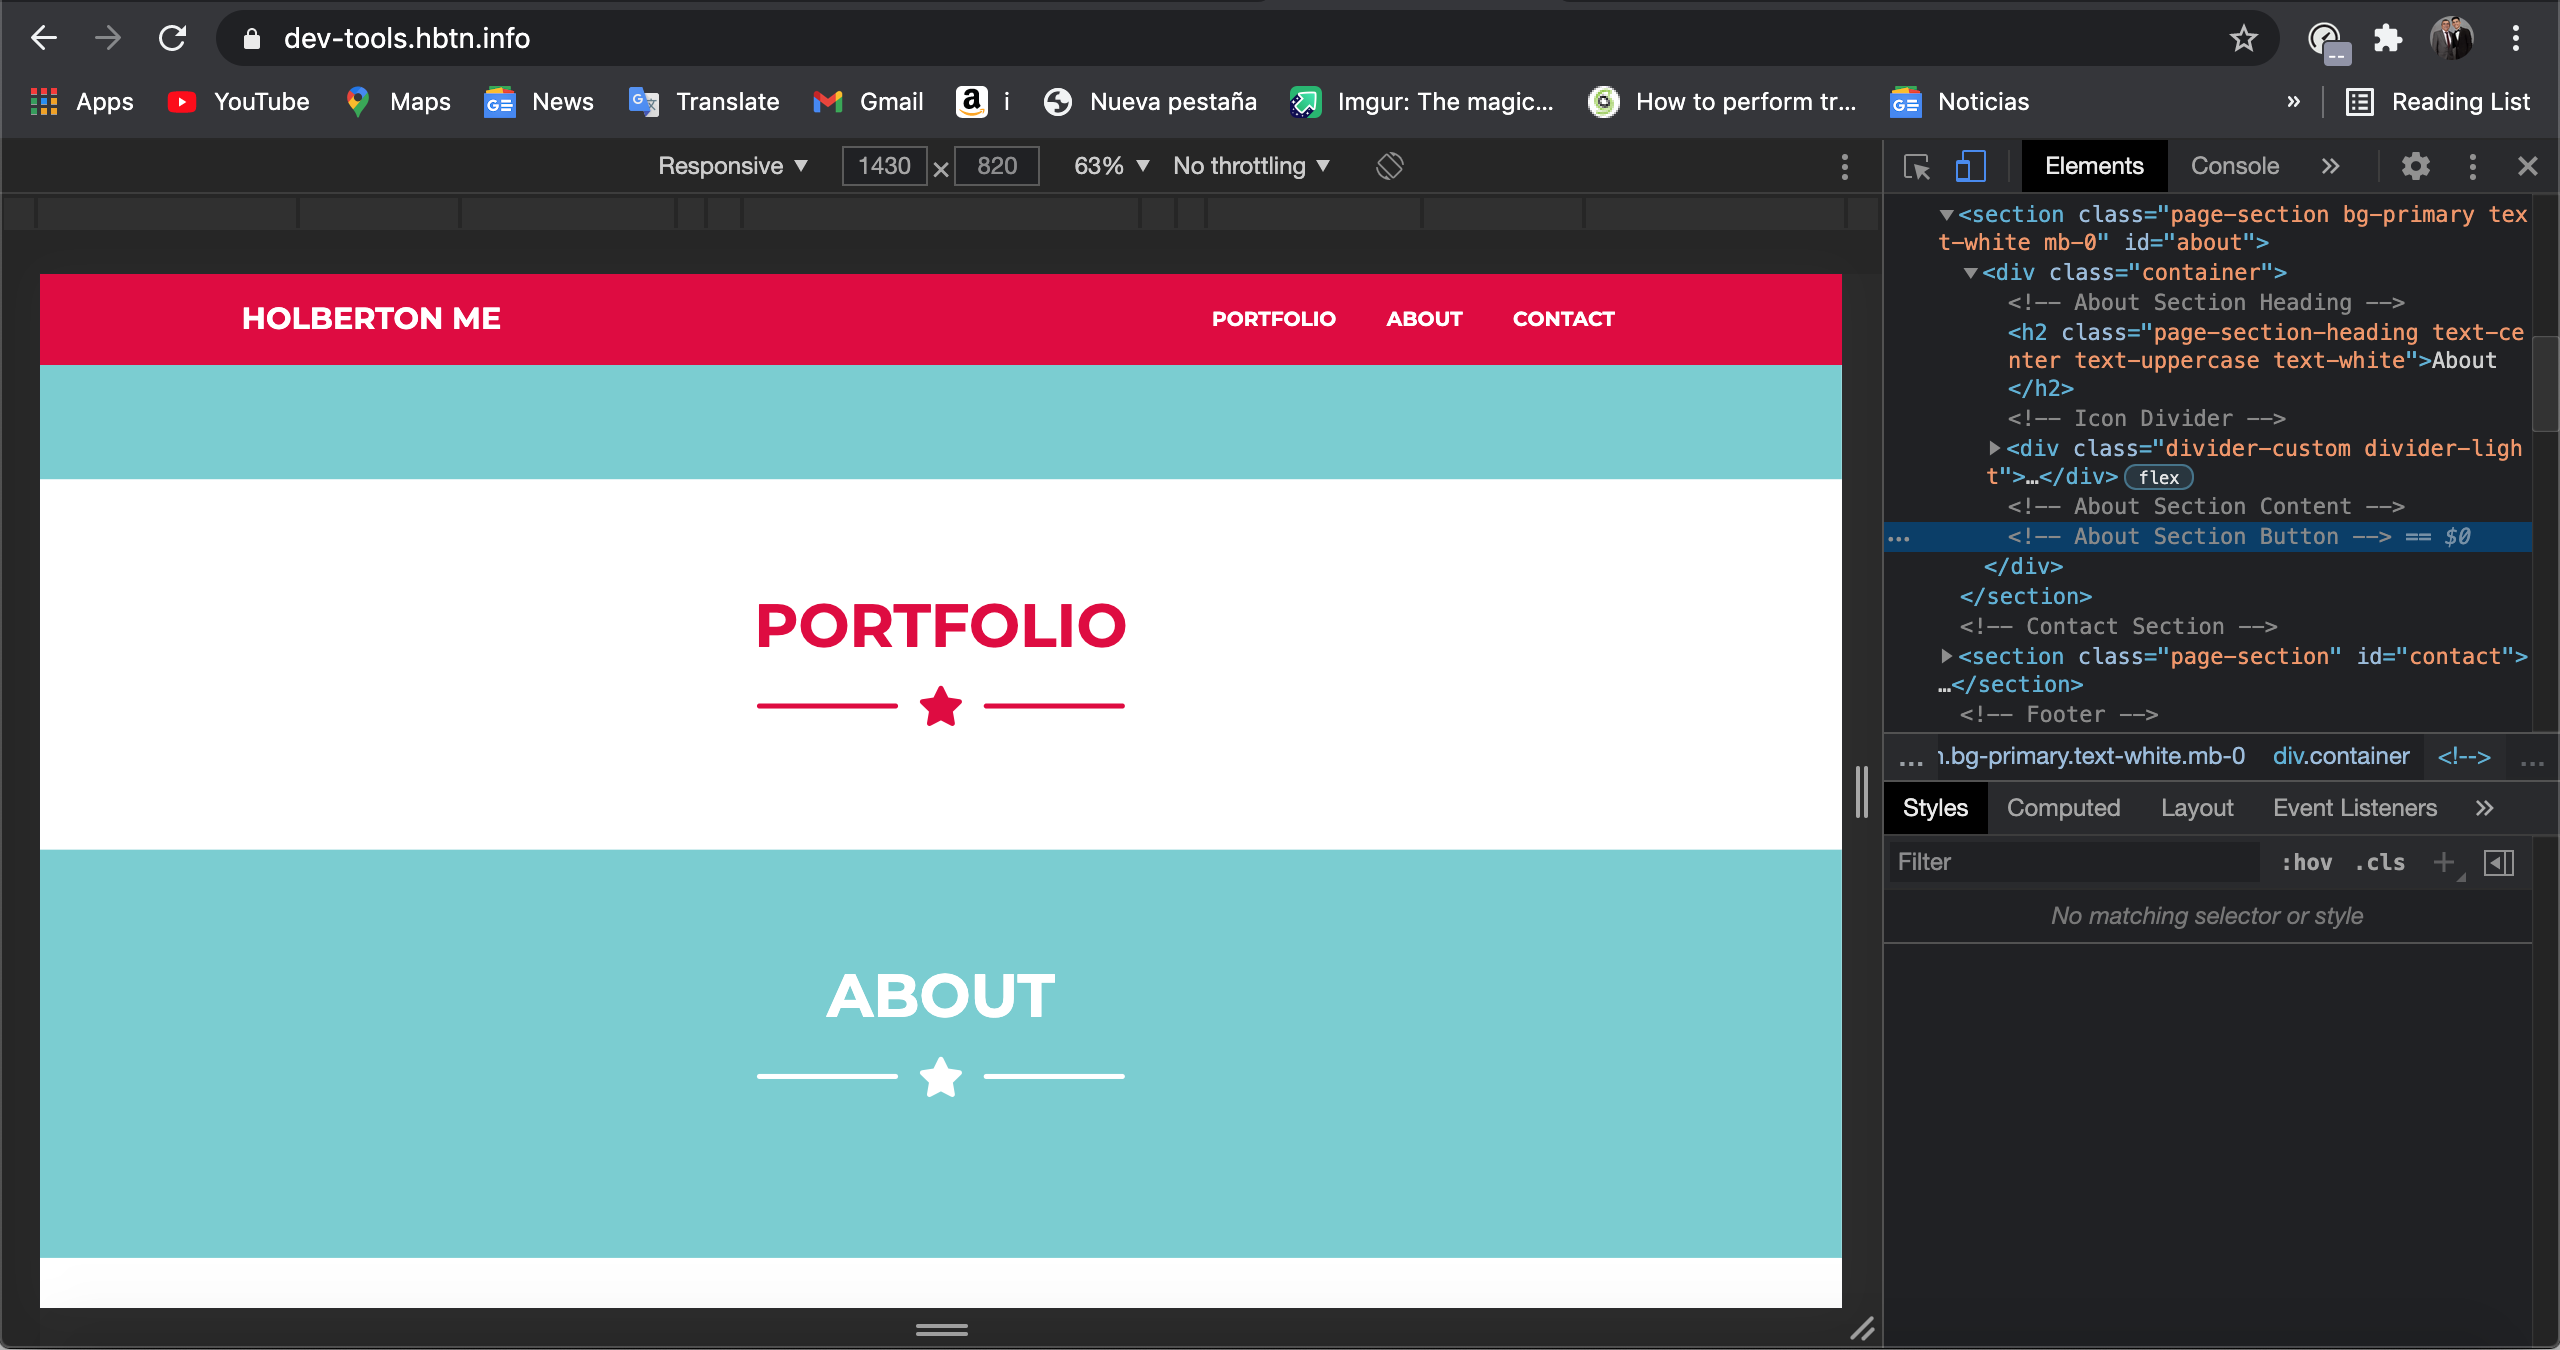 dev-tools.hbtn.info
Apps YouTube Maps News Translate Gmail i Nueva pestaña Imgur: The magic... How to perform tr... Noticias » Reading List
Responsive ▼ 1430 × 820 63% ▼ No throttling ▼
HOLBERTON ME PORTFOLIO ABOUT CONTACT
PORTFOLIO
ABOUT
Elements Console »
▼<section class="page-section bg-primary tex
t-white mb-0" id="about">
▼<div class="container">
<!-- About Section Heading -->
<h2 class="page-section-heading text-ce
nter text-uppercase text-white">About
</h2>
<!-- Icon Divider -->
▶<div class="divider-custom divider-ligh
t">…</div> flex
<!-- About Section Content -->
... <!-- About Section Button --> == $0
</div>
</section>
<!-- Contact Section -->
▶<section class="page-section" id="contact">
…</section>
<!-- Footer -->
... .bg-primary.text-white.mb-0 div.container <!--> ...
Styles Computed Layout Event Listeners »
Filter :hov .cls +
No matching selector or style